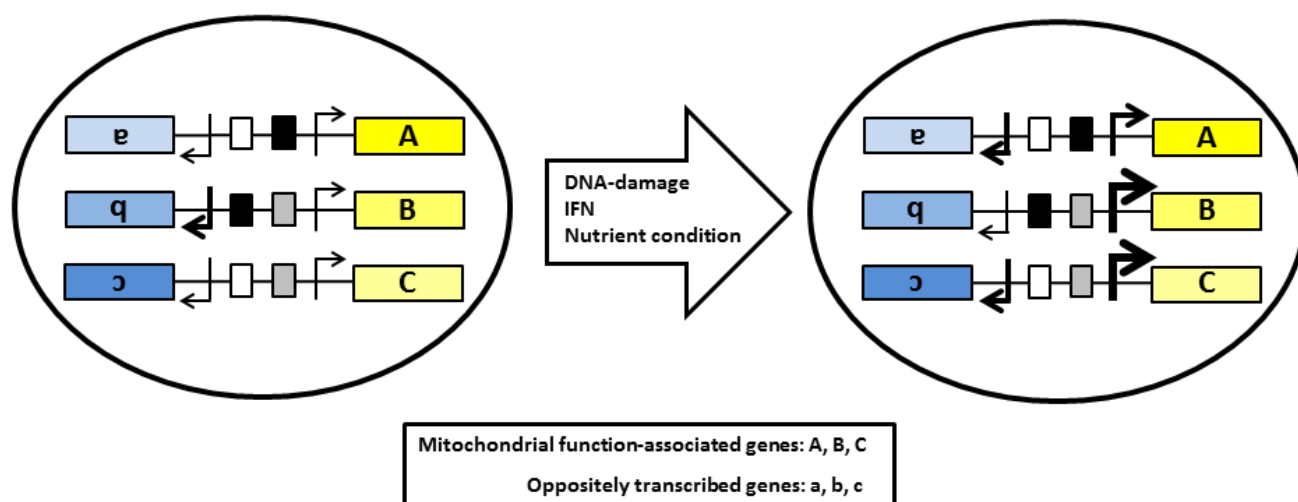 a A
b B
c C
DNA-damage
IFN
Nutrient condition
a A
b B
c C
Mitochondrial function-associated genes: A, B, C
Oppositely transcribed genes: a, b, c